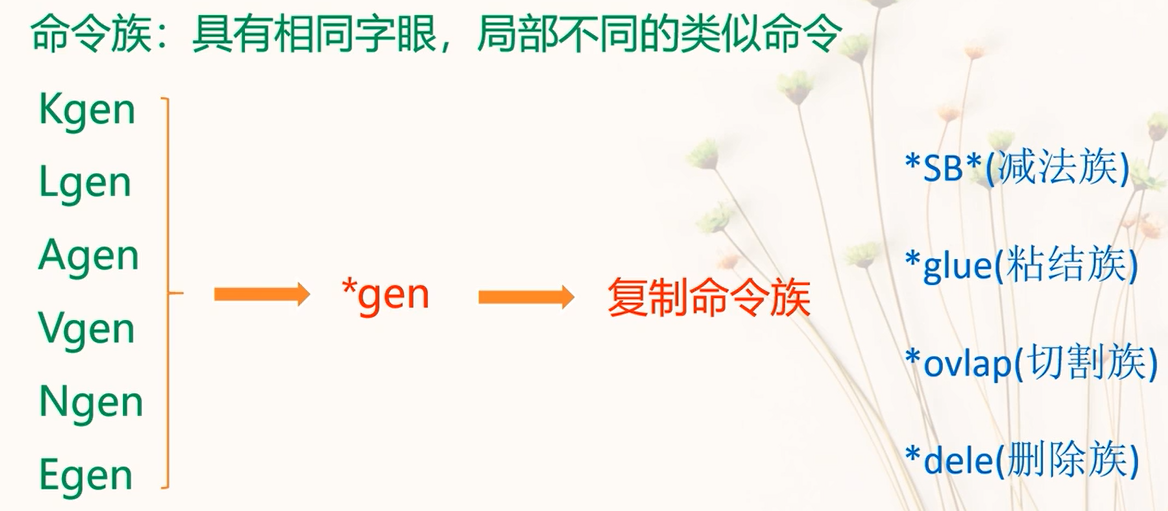 命令族：具有相同字眼，局部不同的类似命令
Kgen
Lgen
Agen
Vgen
Ngen
Egen
*gen
复制命令族
*SB*(减法族)
*glue(粘结族)
*ovlap(切割族)
*dele(删除族)